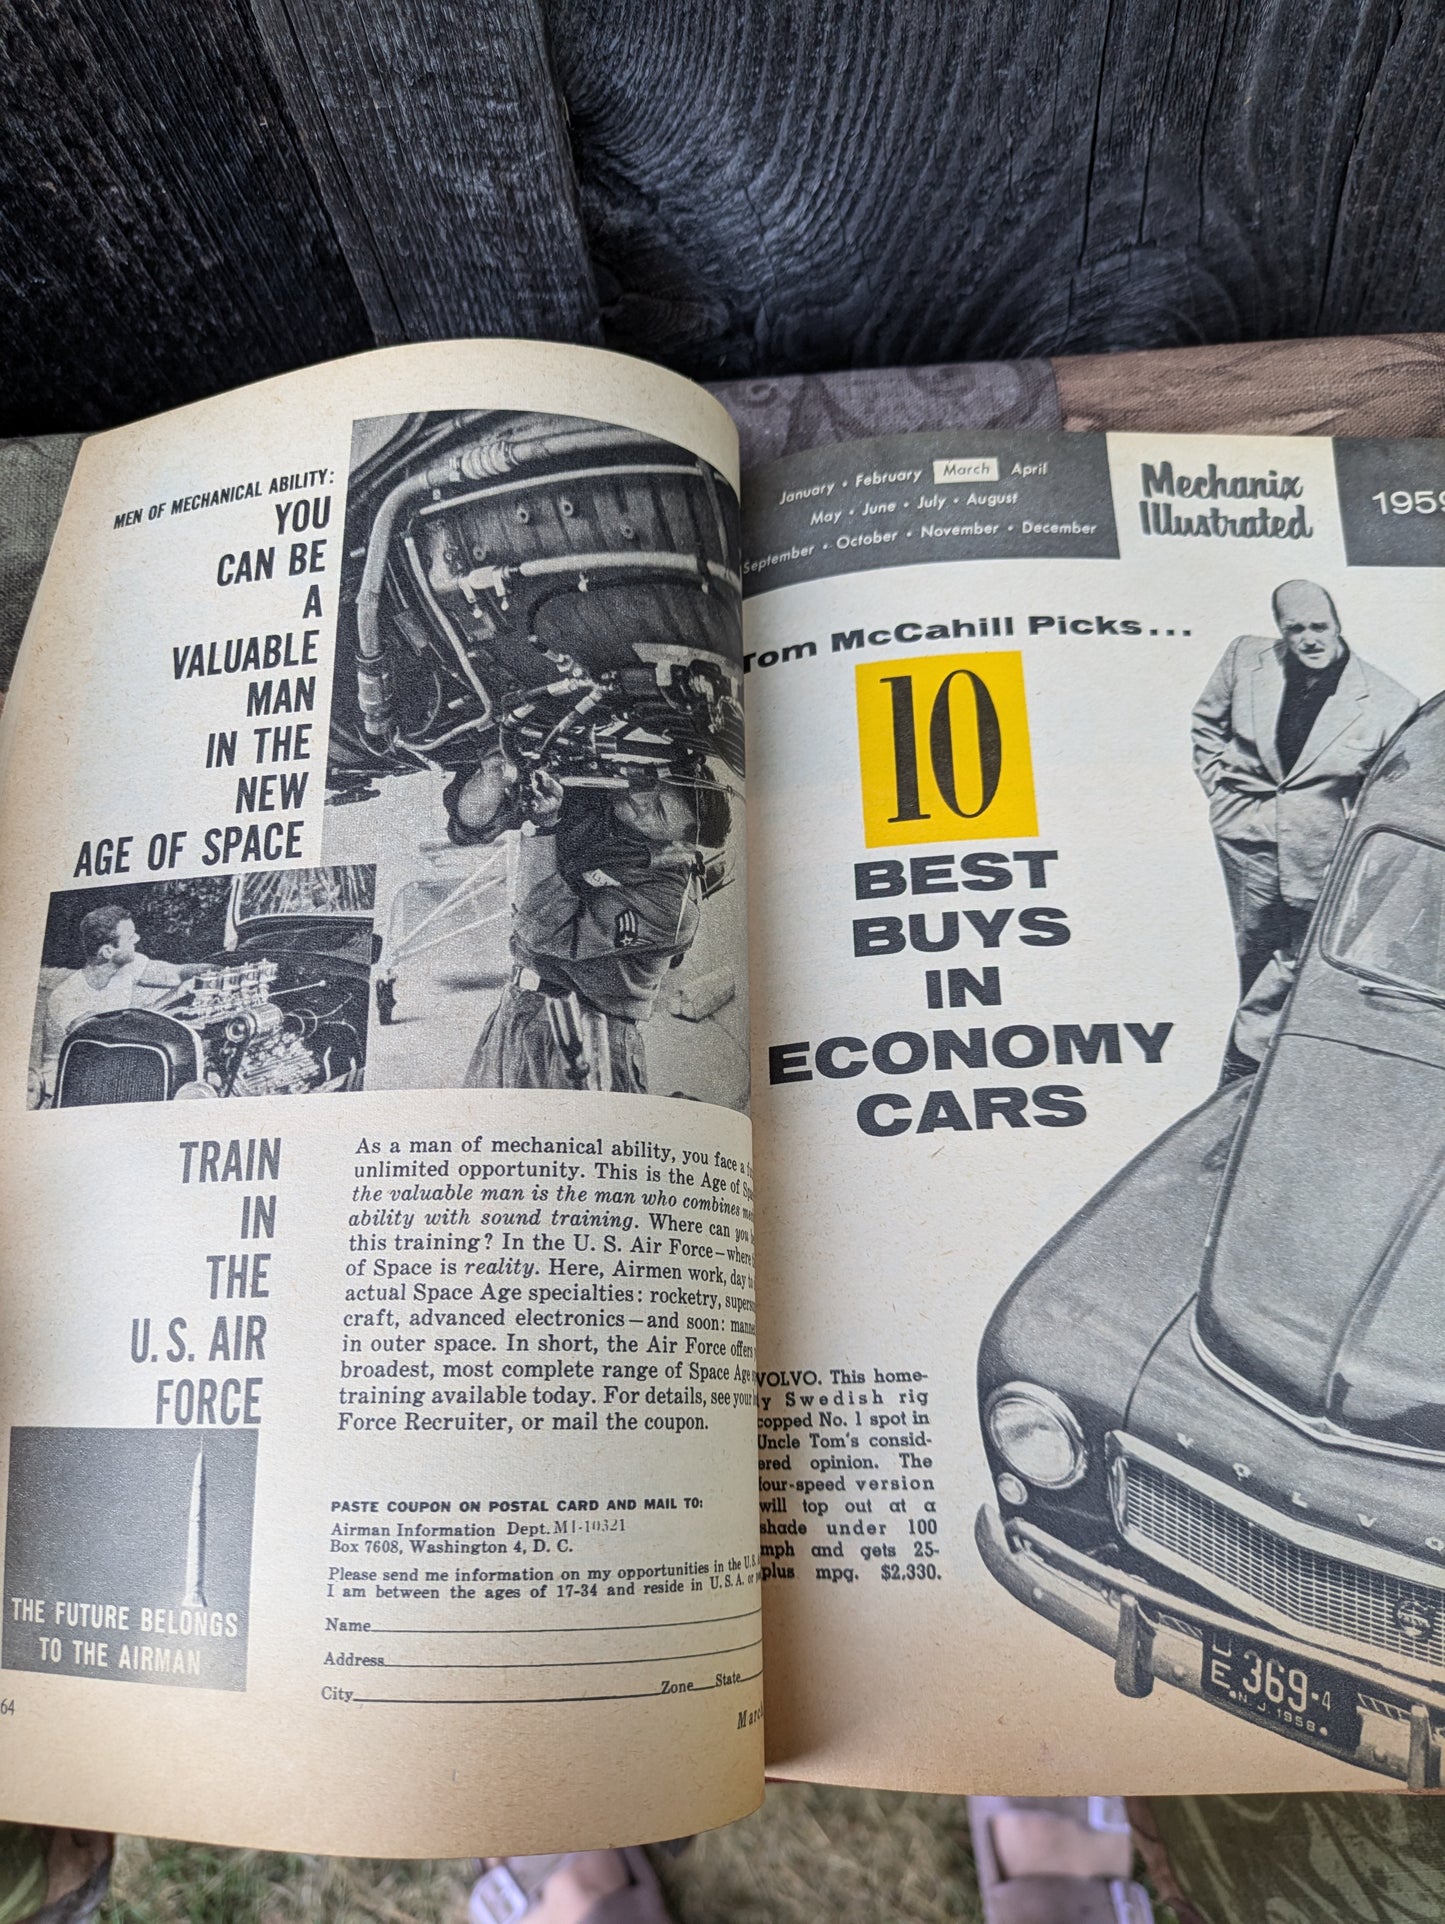 MEN OF MECHANICAL ABILITY:
YOU
CAN BE
A
VALUABLE
MAN
IN THE
NEW
AGE OF SPACE
TRAIN
IN
THE
U.S. AIR
FORCE
As a man of mechanical ability, you face a
unlimited opportunity. This is the Age of
the valuable man is the man who combines
ability with sound training. Where can you
this training? In the U. S. Air Force—where
of Space is reality. Here, Airmen work, day
actual Space Age specialties: rocketry,
craft, advanced electronics—and soon:
in outer space. In short, the Air Force offers
broadest, most complete range of Space Age
training available today. For details, see your
Force Recruiter, or mail the coupon.
THE FUTURE BELONGS
TO THE AIRMAN
PASTE COUPON ON POSTAL CARD AND MAIL TO:
Airman Information Dept. MI-10321
Box 7608, Washington 4, D. C.
Please send me information on my opportunities in the U.S.
I am between the ages of 17-34 and reside in U.S.A. or
Name
Address
City Zone State
64
January • February March April
May • June • July • August
September • October • November • December
Mechanix
Illustrated
1959
Tom McCahill Picks...
10
BEST
BUYS
IN
ECONOMY
CARS
VOLVO. This home-
ly Swedish rig
copped No. 1 spot in
Uncle Tom's consid-
ered opinion. The
four-speed version
will top out at a
shade under 100
mph and gets 25-
plus mpg. $2,330.
VOLVO
369-4
N.J. 1958